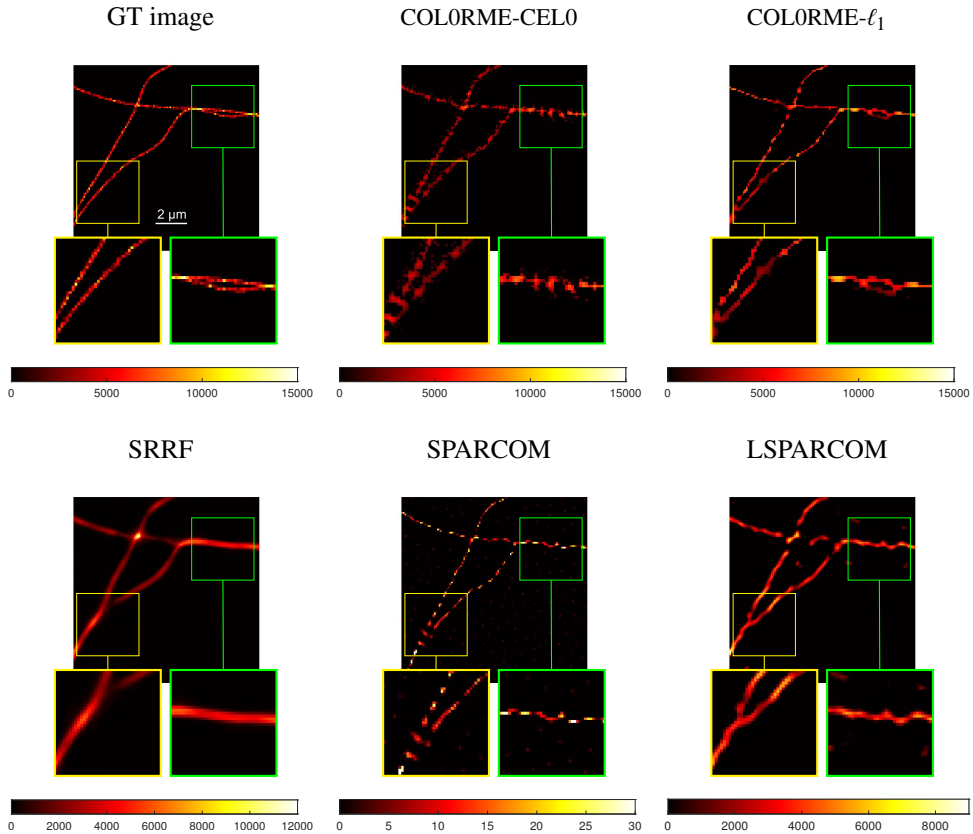 GT image COL0RME-CEL0 COL0RME-ℓ₁
2 µm
0 5000 10000 15000 0 5000 10000 15000 0 5000 10000 15000
SRRF SPARCOM LSPARCOM
0 2000 4000 6000 8000 10000 12000 0 5 10 15 20 25 30 0 2000 4000 6000 8000